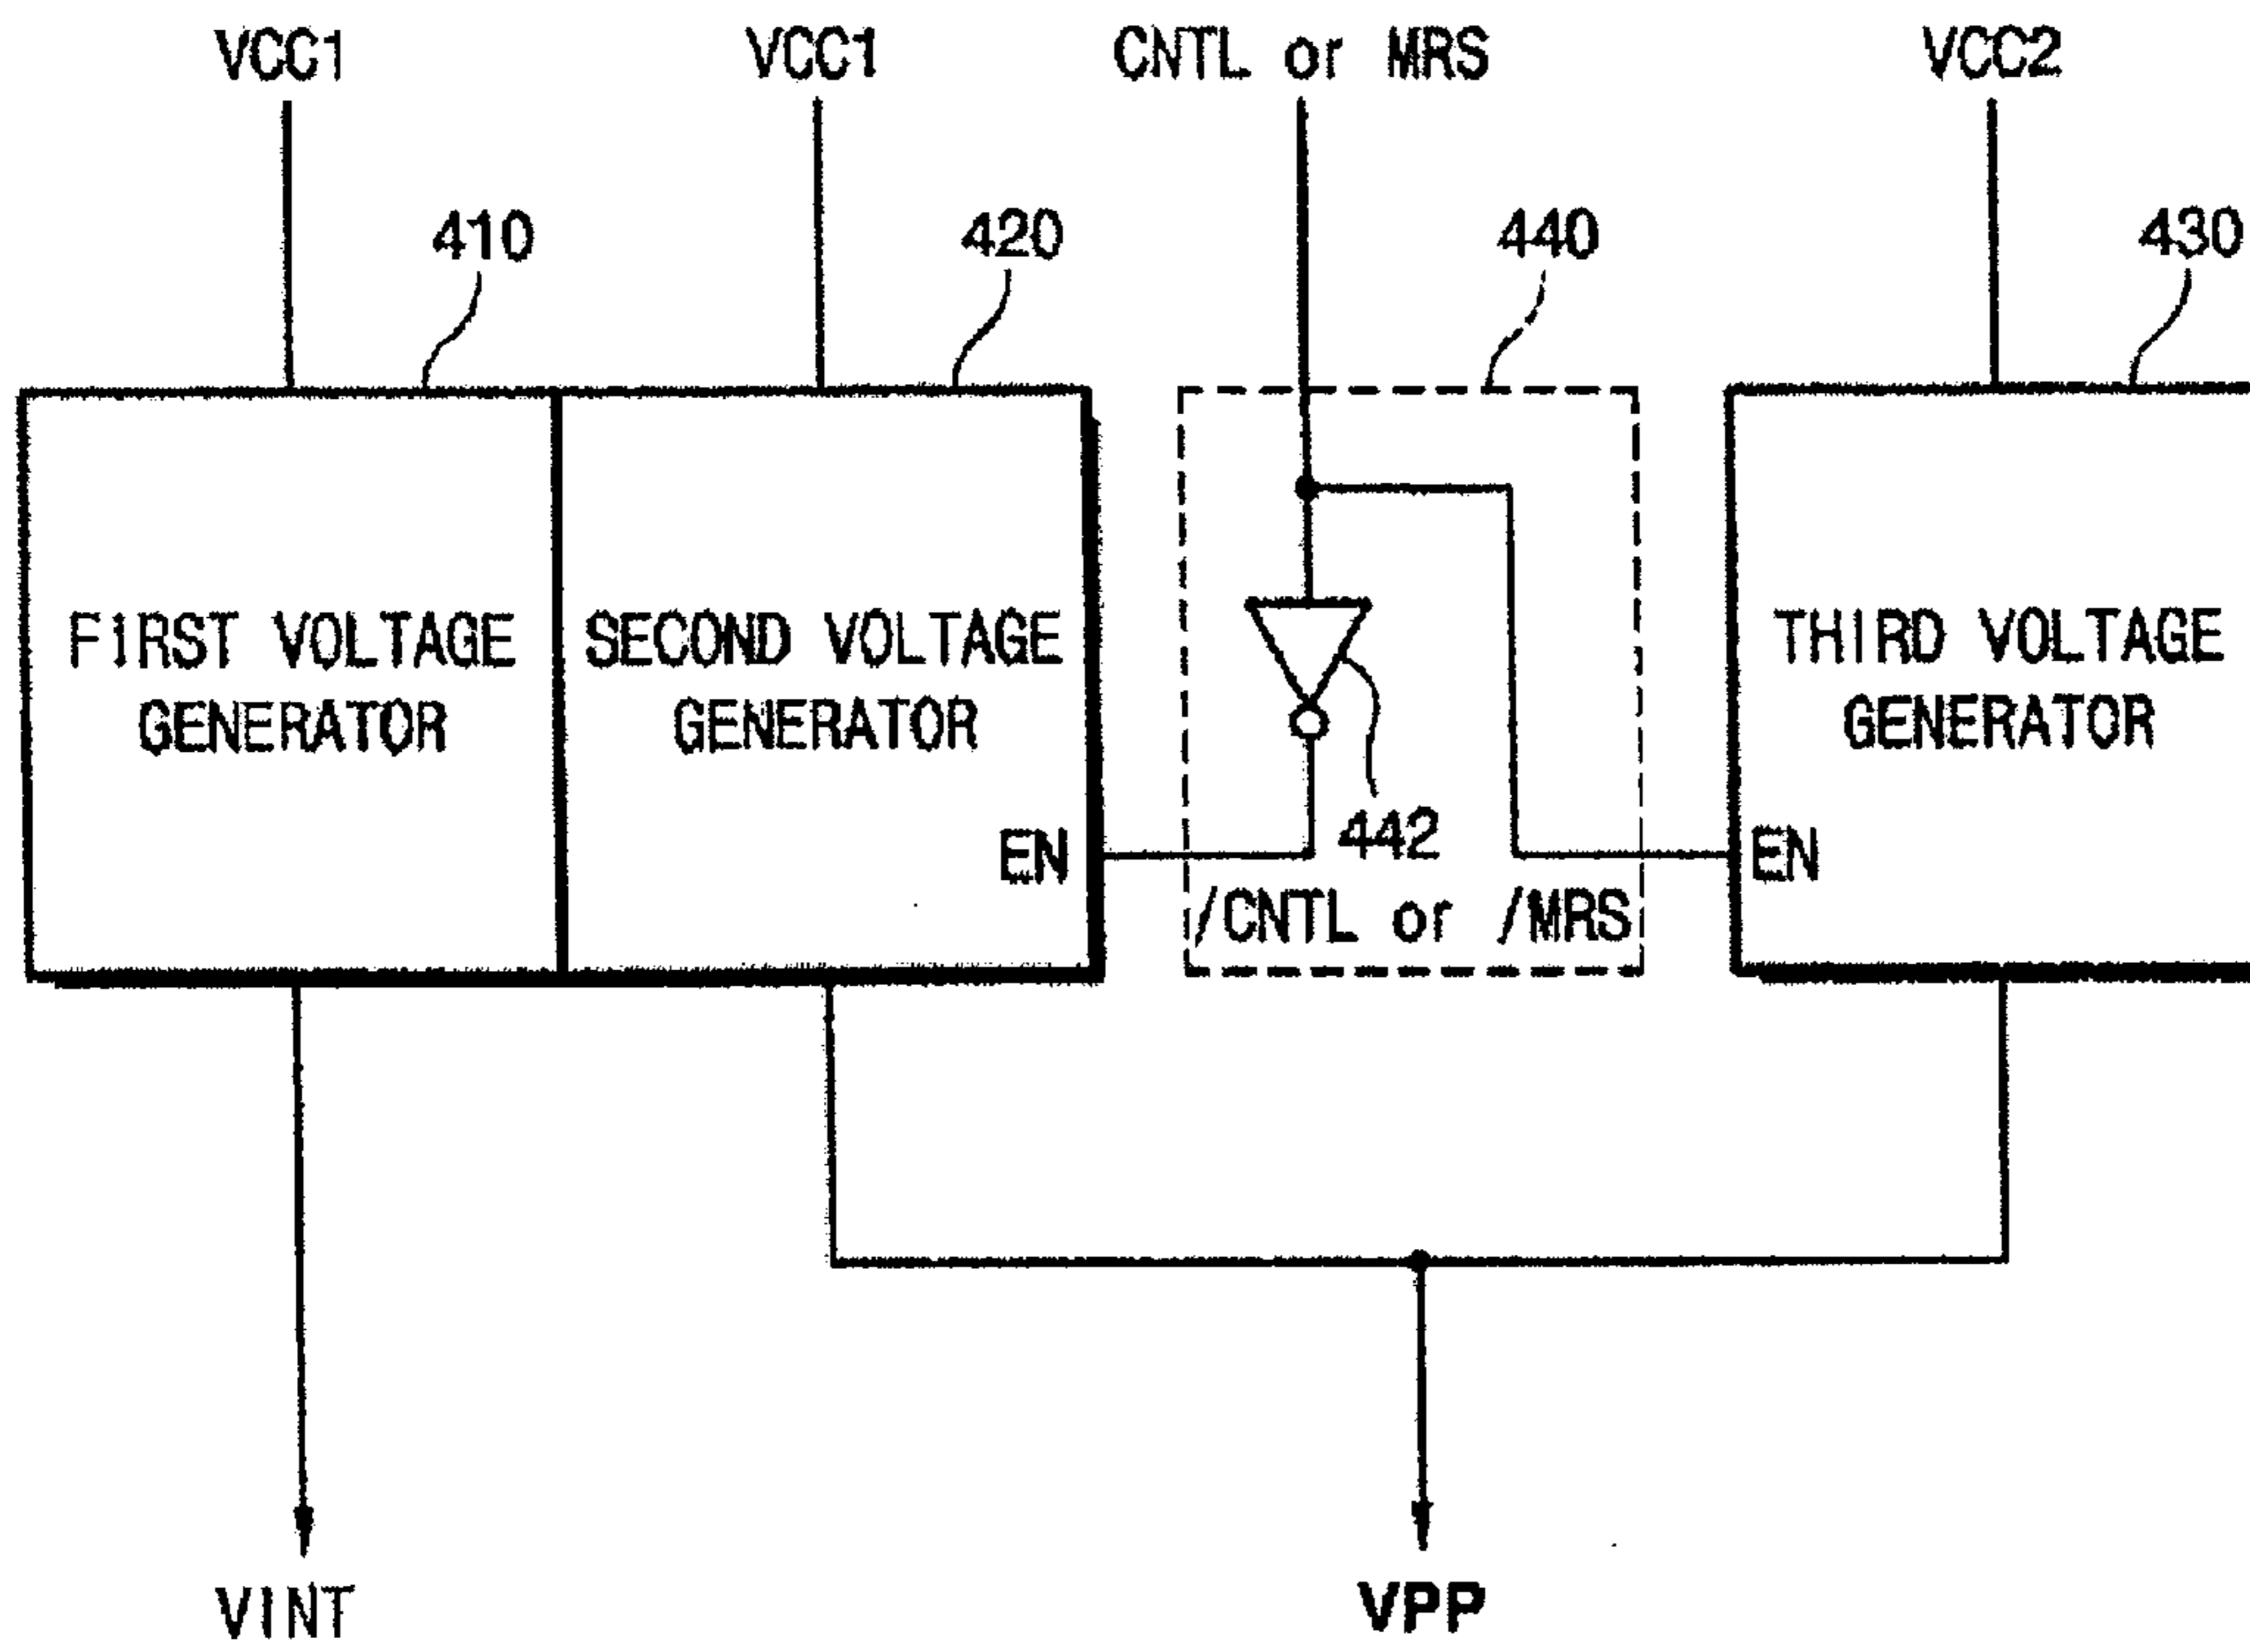 VCC1
VCC1
CNTL or MRS
VCC2
410
420
440
430
FIRST VOLTAGE
GENERATOR
SECOND VOLTAGE
GENERATOR
THIRD VOLTAGE
GENERATOR
442
EN
EN
/CNTL or /MRS
VINT
VPP